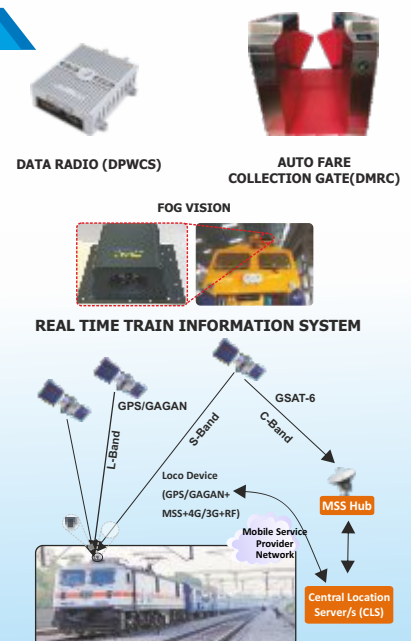 DATA RADIO (DPWCS)
AUTO FARE
COLLECTION GATE(DMRC)
FOG VISION
REAL TIME TRAIN INFORMATION SYSTEM
GPS/GAGAN
GSAT-6
L-Band
S-Band
C-Band
Loco Device
(GPS/GAGAN+
MSS+4G/3G+RF)
MSS Hub
Mobile Service
Provider
Network
Central Location
Server/s (CLS)